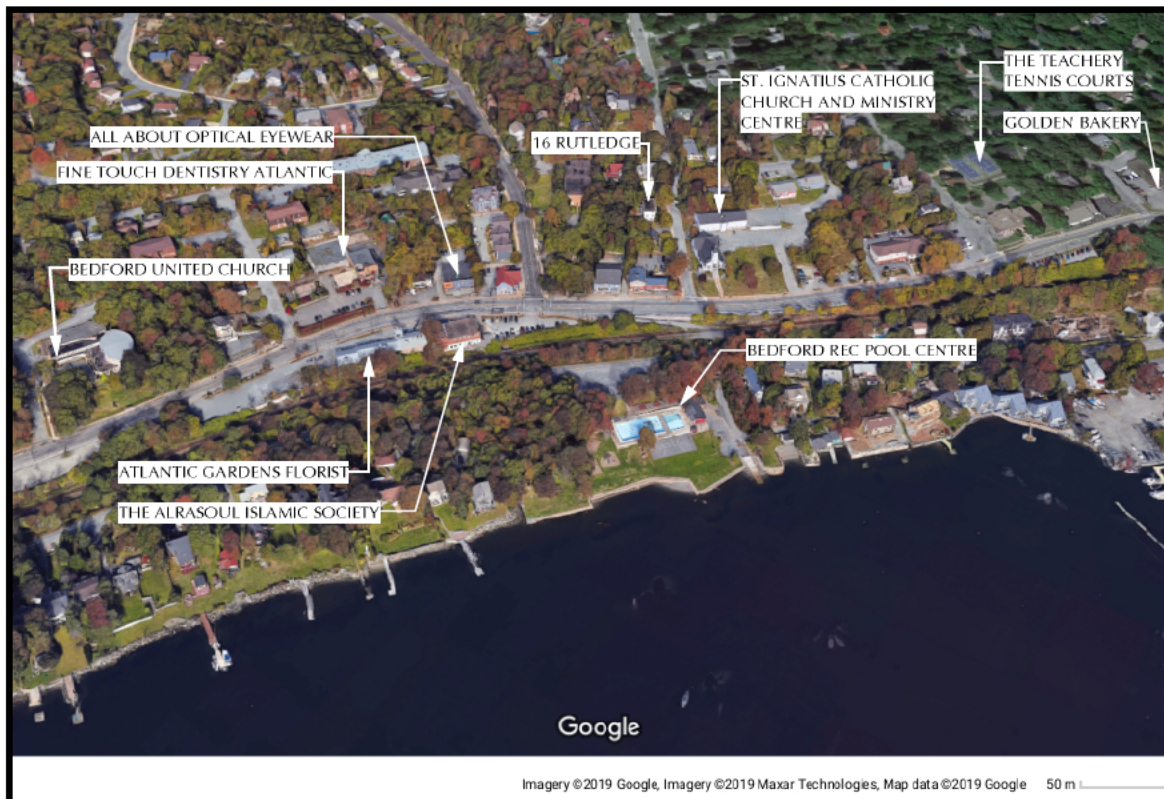 THE TEACHERY
TENNIS COURTS
ST. IGNATIUS CATHOLIC
CHURCH AND MINISTRY
CENTRE
GOLDEN BAKERY
ALL ABOUT OPTICAL EYEWEAR
16 RUTLEDGE
FINE TOUCH DENTISTRY ATLANTIC
BEDFORD UNITED CHURCH
BEDFORD REC POOL CENTRE
ATLANTIC GARDENS FLORIST
THE ALRASOUL ISLAMIC SOCIETY
Google
Imagery ©2019 Google, Imagery ©2019 Maxar Technologies, Map data ©2019 Google 50 m